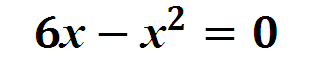 6x − x² = 0